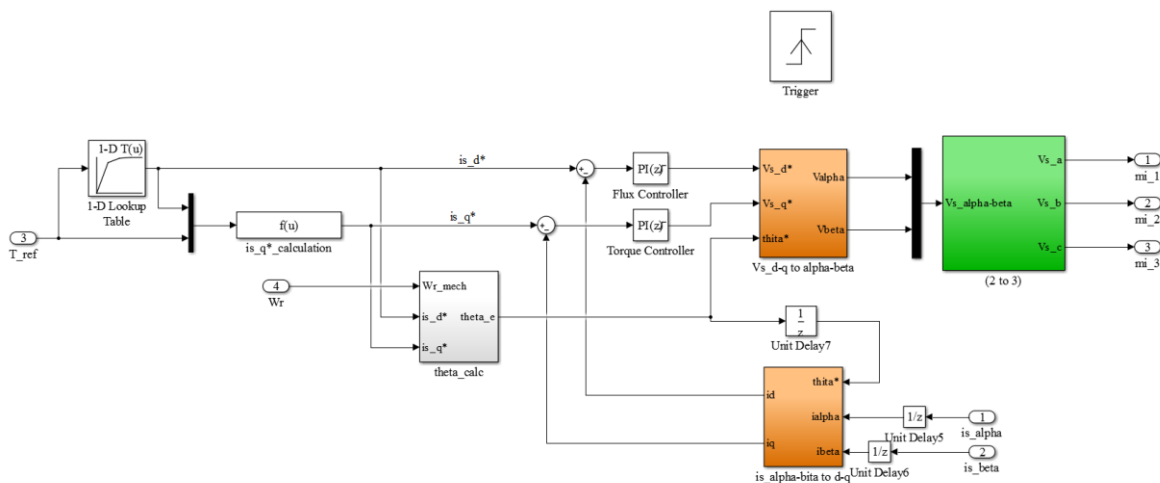 Trigger
1-D T(u)
1-D Lookup
Table
3
T_ref
is_d*
is_q*
f(u)
is_q*_calculation
4
Wr
Wr_mech
is_d*
is_q*
theta_e
theta_calc
+_
+_
PI(z)
Flux Controller
PI(z)
Torque Controller
Vs_d*
Vs_q*
thita*
Valpha
Vbeta
Vs_d-q to alpha-beta
Vs_alpha-beta
Vs_a
Vs_b
Vs_c
(2 to 3)
1
mi_1
2
mi_2
3
mi_3
1
z
Unit Delay7
id
iq
thita*
ialpha
ibeta
is_alpha-bita to d-q
1/z
Unit Delay5
1/z
Unit Delay6
1
is_alpha
2
is_beta